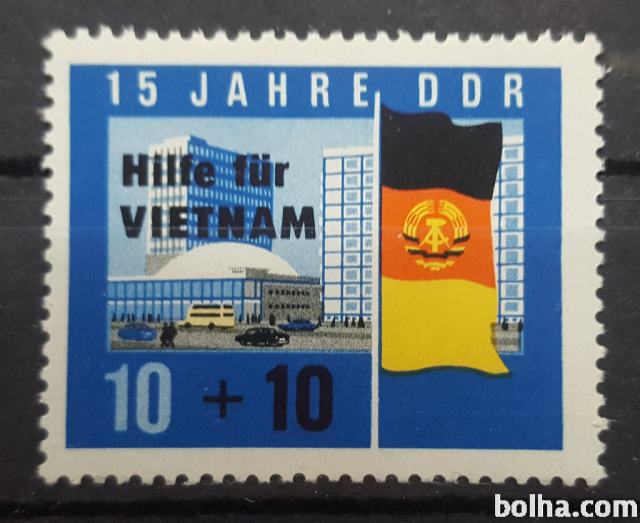 15 JAHRE DDR
Hilfe für
VIETNAM
10 + 10
bolha.com